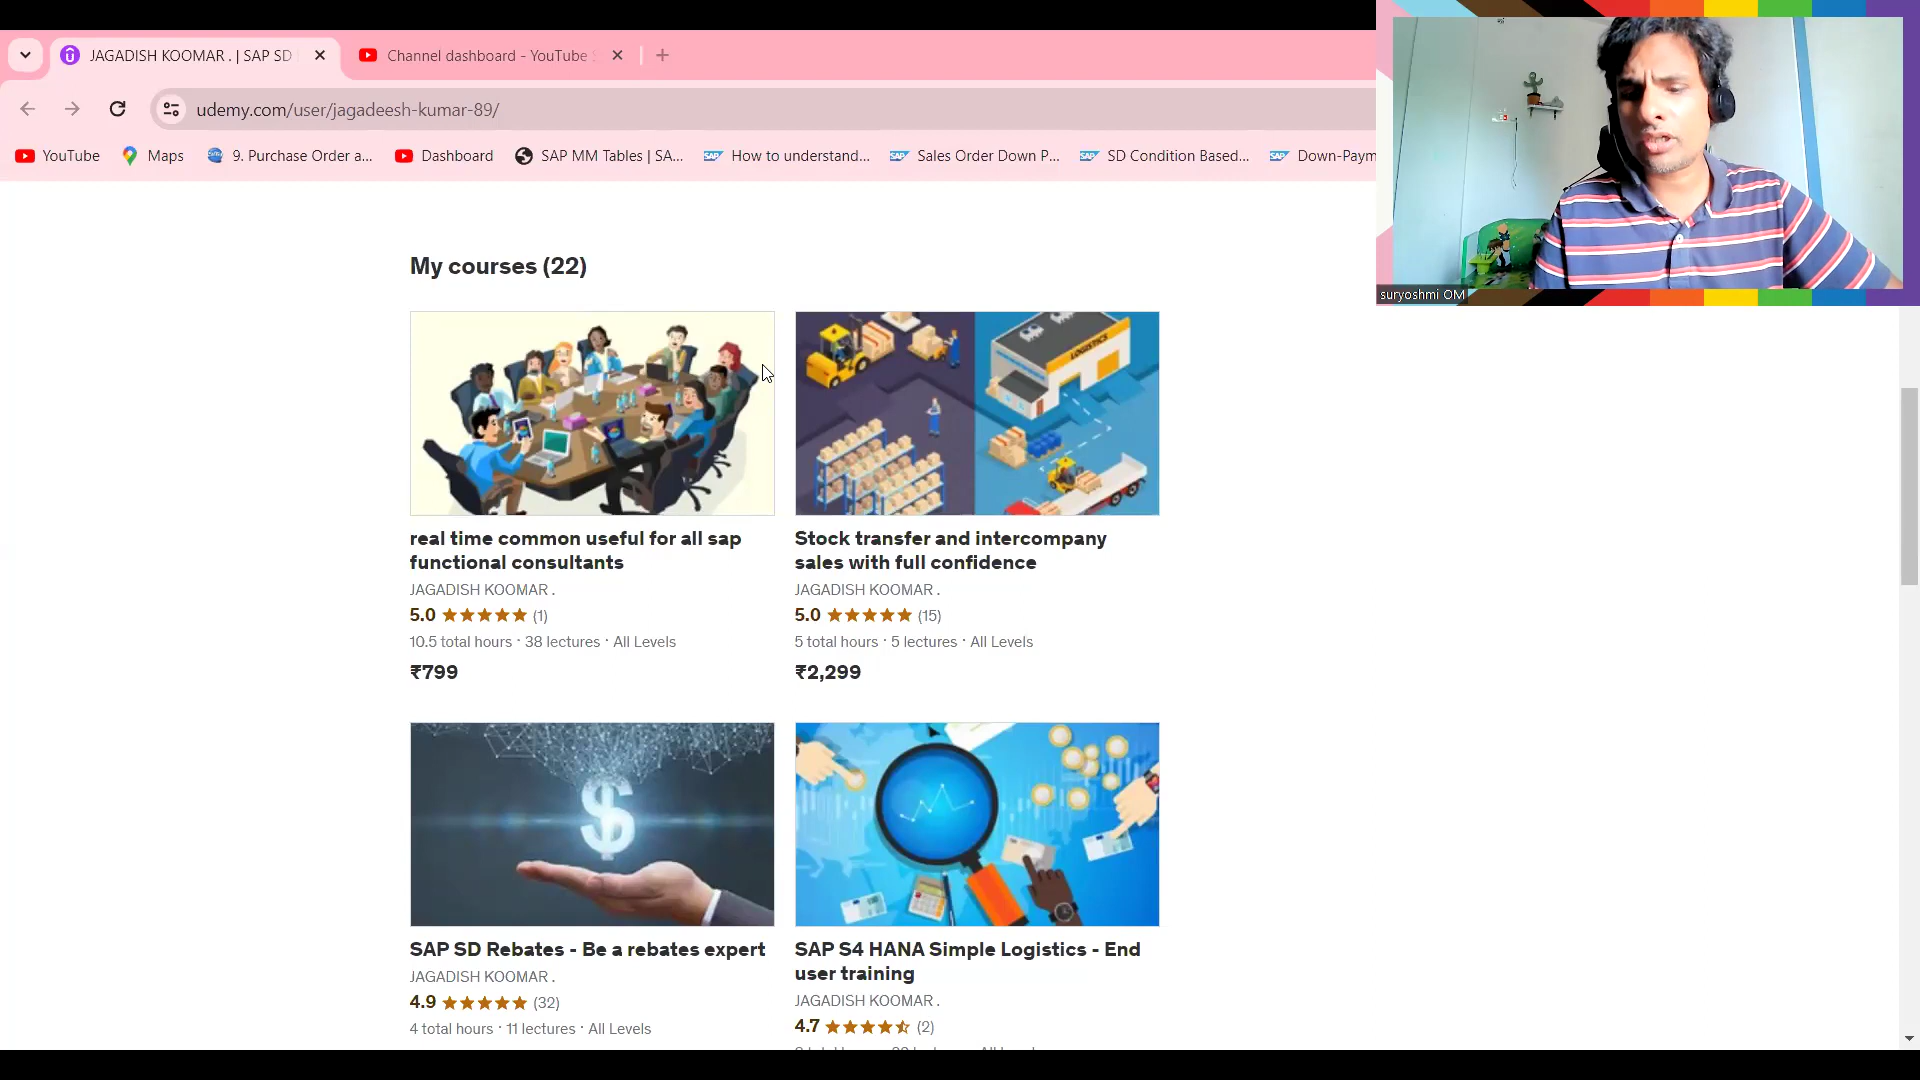 JAGADISH KOOMAR . | SAP SD
Channel dashboard - YouTube
udemy.com/user/jagadeesh-kumar-89/
YouTube
Maps
9. Purchase Order a...
Dashboard
SAP MM Tables | SA...
SAP How to understand...
SAP Sales Order Down P...
SAP SD Condition Based...
SAP Down-Paym
suryoshmi OM
My courses (22)
LOGISTICS
real time common useful for all sap
functional consultants
JAGADISH KOOMAR .
5.0 (1)
10.5 total hours · 38 lectures · All Levels
₹799
Stock transfer and intercompany
sales with full confidence
JAGADISH KOOMAR .
5.0 (15)
5 total hours · 5 lectures · All Levels
₹2,299
$
SAP SD Rebates - Be a rebates expert
JAGADISH KOOMAR .
4.9 (32)
4 total hours · 11 lectures · All Levels
SAP S4 HANA Simple Logistics - End
user training
JAGADISH KOOMAR .
4.7 (2)